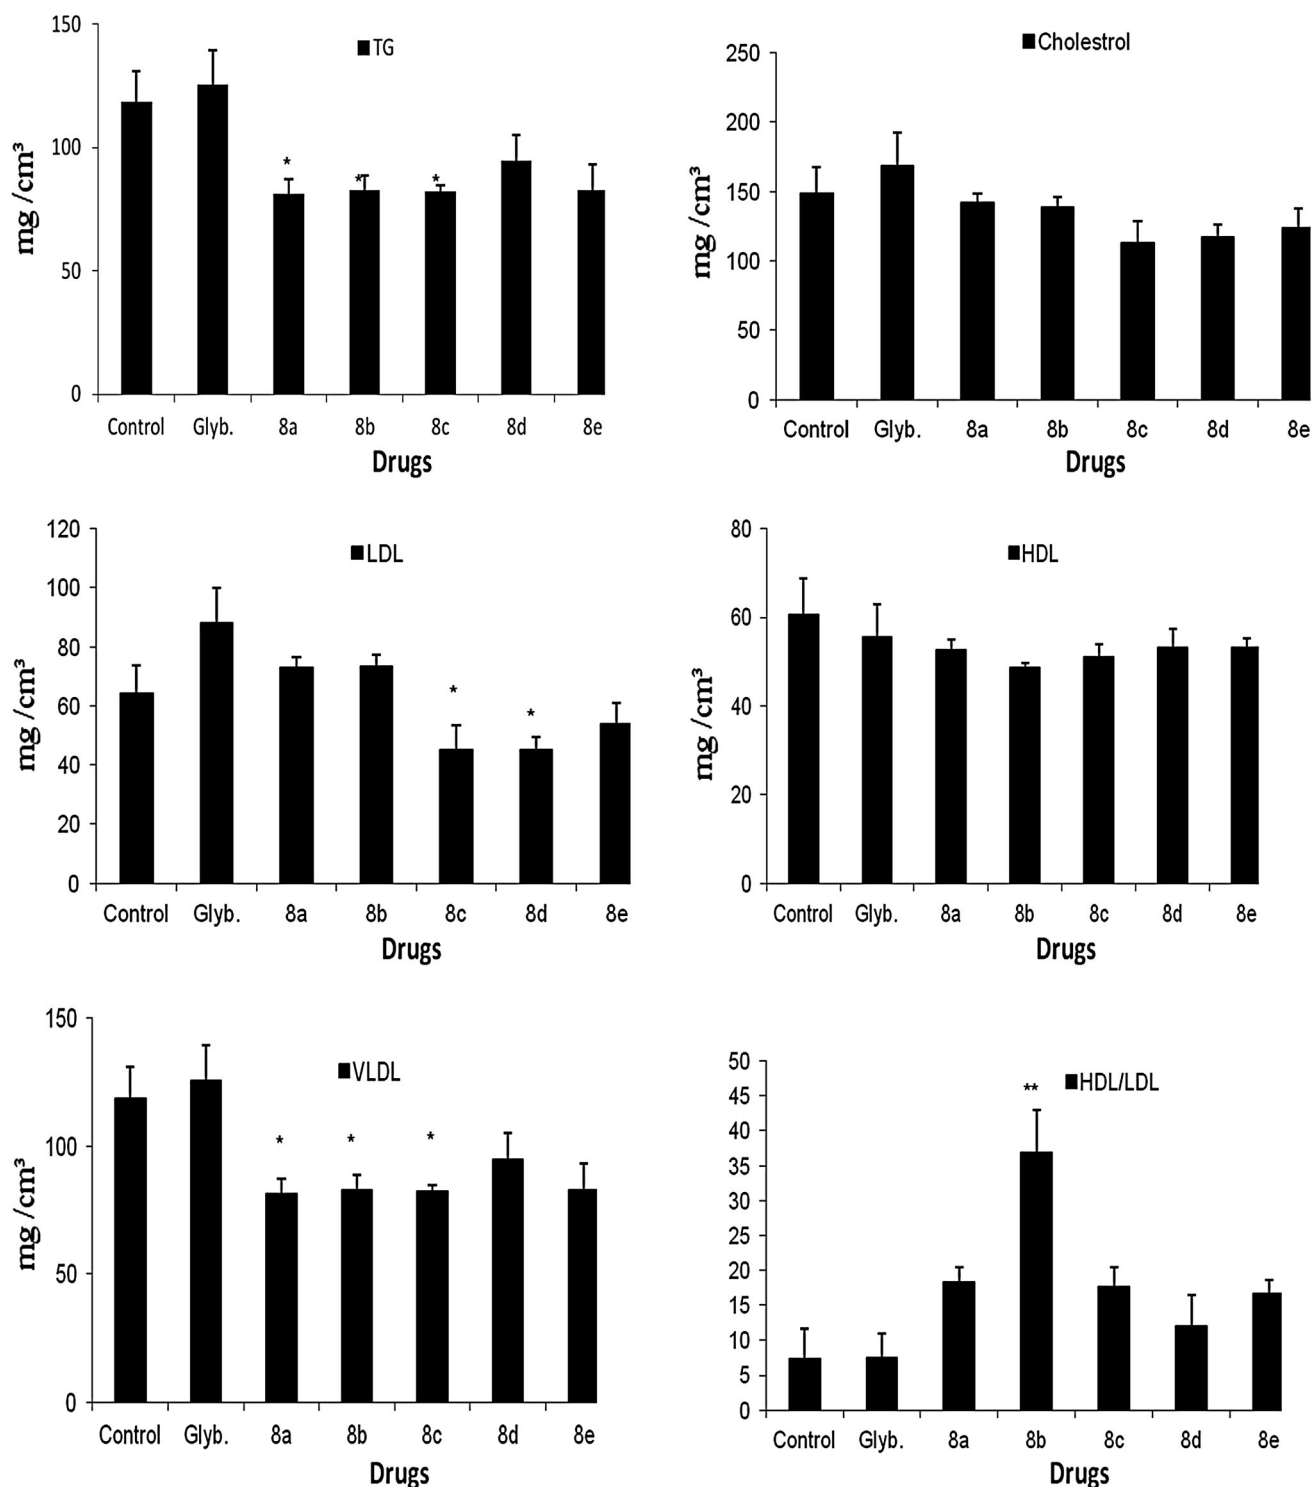 TG
150
100
50
0
mg /cm³
*
*
*
Control Glyb. 8a 8b 8c 8d 8e
Drugs
Cholestrol
250
200
150
100
50
0
mg /cm³
Control Glyb. 8a 8b 8c 8d 8e
Drugs
LDL
120
100
80
60
40
20
0
mg /cm³
*
*
Control Glyb. 8a 8b 8c 8d 8e
Drugs
HDL
80
60
40
20
0
mg /cm³
Control Glyb. 8a 8b 8c 8d 8e
Drugs
VLDL
150
100
50
0
mg /cm³
*
*
*
Control Glyb. 8a 8b 8c 8d 8e
Drugs
HDL/LDL
50
45
40
35
30
25
20
15
10
5
0
**
Control Glyb. 8a 8b 8c 8d 8e
Drugs